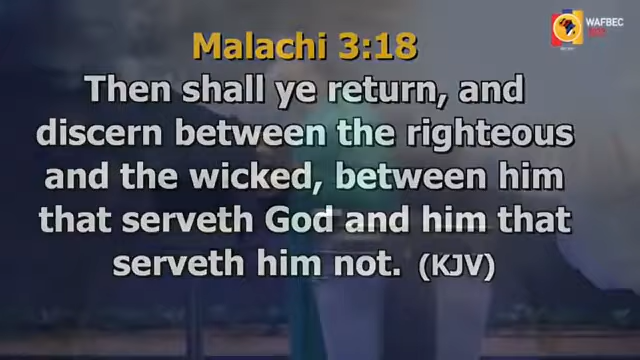 WAFBEC
Malachi 3:18
Then shall ye return, and
discern between the righteous
and the wicked, between him
that serveth God and him that
serveth him not. (KJV)